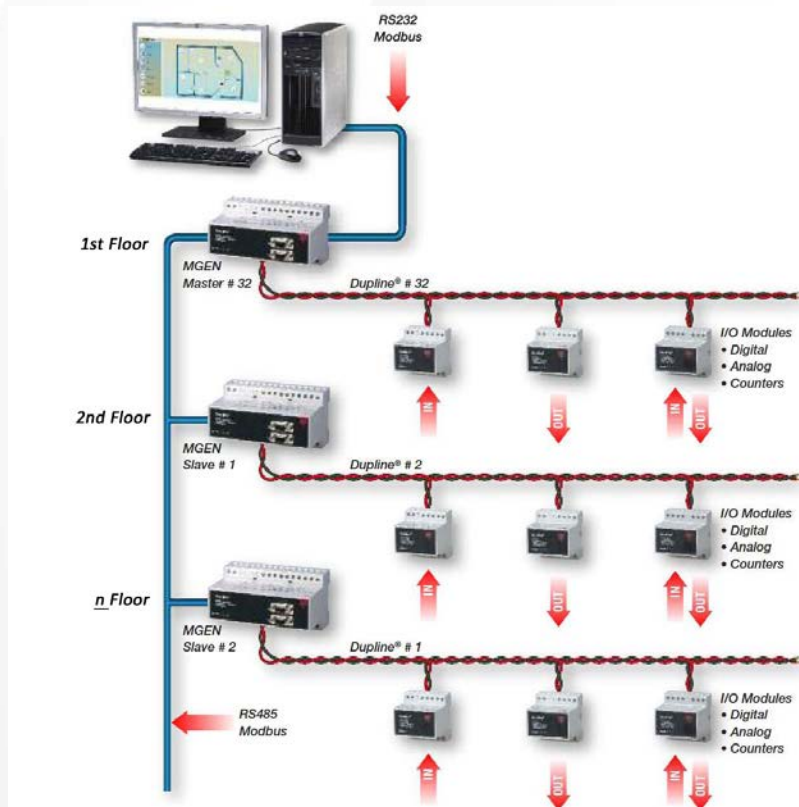 RS232
Modbus
1st Floor
MGEN
Master # 32
Dupline® # 32
I/O Modules
• Digital
• Analog
• Counters
IN
OUT
IN
OUT
2nd Floor
MGEN
Slave # 1
Dupline® # 2
I/O Modules
• Digital
• Analog
• Counters
IN
OUT
IN
OUT
n Floor
MGEN
Slave # 2
Dupline® # 1
I/O Modules
• Digital
• Analog
• Counters
RS485
Modbus
IN
OUT
IN
OUT